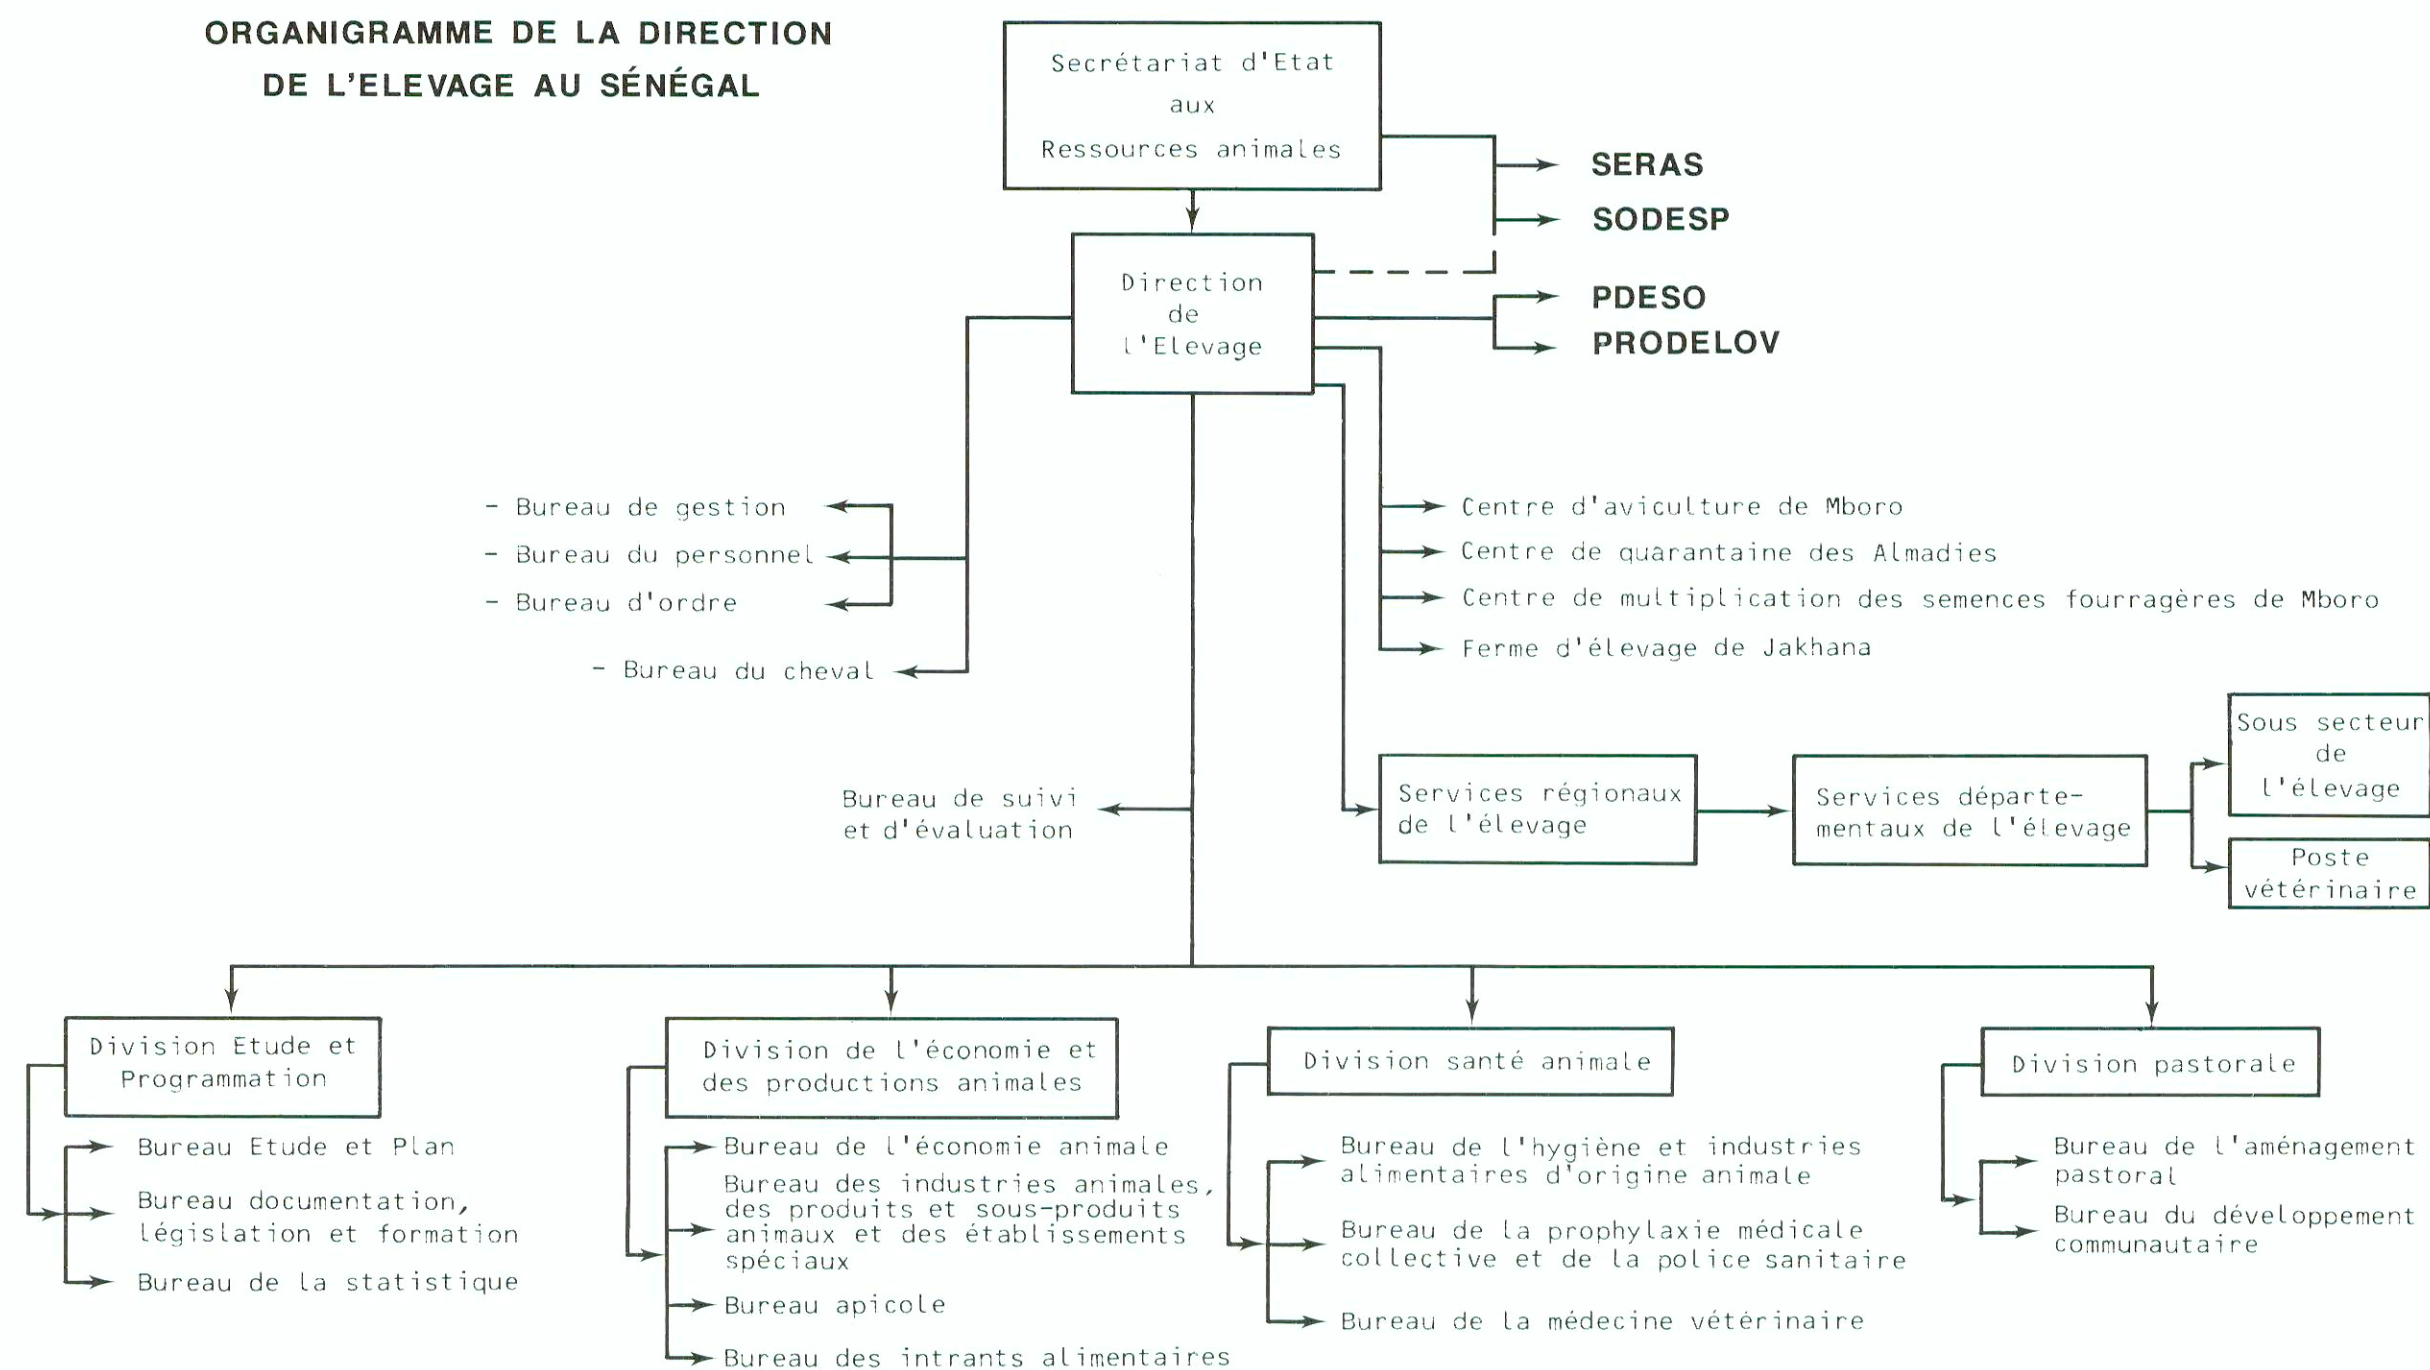 ORGANIGRAMME DE LA DIRECTION
DE L'ELEVAGE AU SÉNÉGAL
Secrétariat d'Etat
aux
Ressources animales
SERAS
SODESP
Direction
de
l'Elevage
PDESO
PRODELOV
- Bureau de gestion
- Bureau du personnel
- Bureau d'ordre
- Bureau du cheval
Centre d'aviculture de Mboro
Centre de quarantaine des Almadies
Centre de multiplication des semences fourragères de Mboro
Ferme d'élevage de Jakhana
Bureau de suivi
et d'évaluation
Services régionaux
de l'élevage
Services départe-
mentaux de l'élevage
Sous secteur
de
l'élevage
Poste
vétérinaire
Division Etude et
Programmation
Bureau Etude et Plan
Bureau documentation,
législation et formation
Bureau de la statistique
Division de l'économie et
des productions animales
Bureau de l'économie animale
Bureau des industries animales,
des produits et sous-produits
animaux et des établissements
spéciaux
Bureau apicole
Bureau des intrants alimentaires
Division santé animale
Bureau de l'hygiène et industries
alimentaires d'origine animale
Bureau de la prophylaxie médicale
collective et de la police sanitaire
Bureau de la médecine vétérinaire
Division pastorale
Bureau de l'aménagement
pastoral
Bureau du développement
communautaire